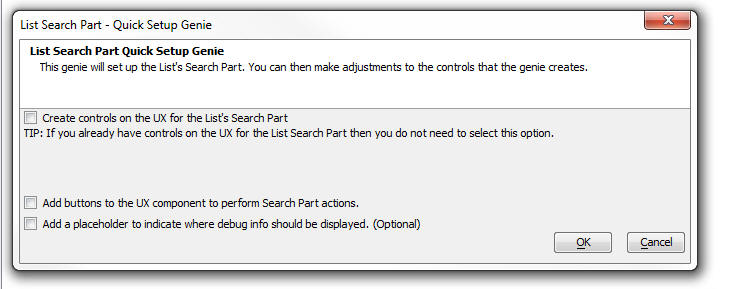 List Search Part - Quick Setup Genie
List Search Part Quick Setup Genie
This genie will set up the List's Search Part. You can then make adjustments to the controls that the genie creates.
Create controls on the UX for the List's Search Part
TIP: If you already have controls on the UX for the List Search Part then you do not need to select this option.
Add buttons to the UX component to perform Search Part actions.
Add a placeholder to indicate where debug info should be displayed. (Optional)
OK Cancel